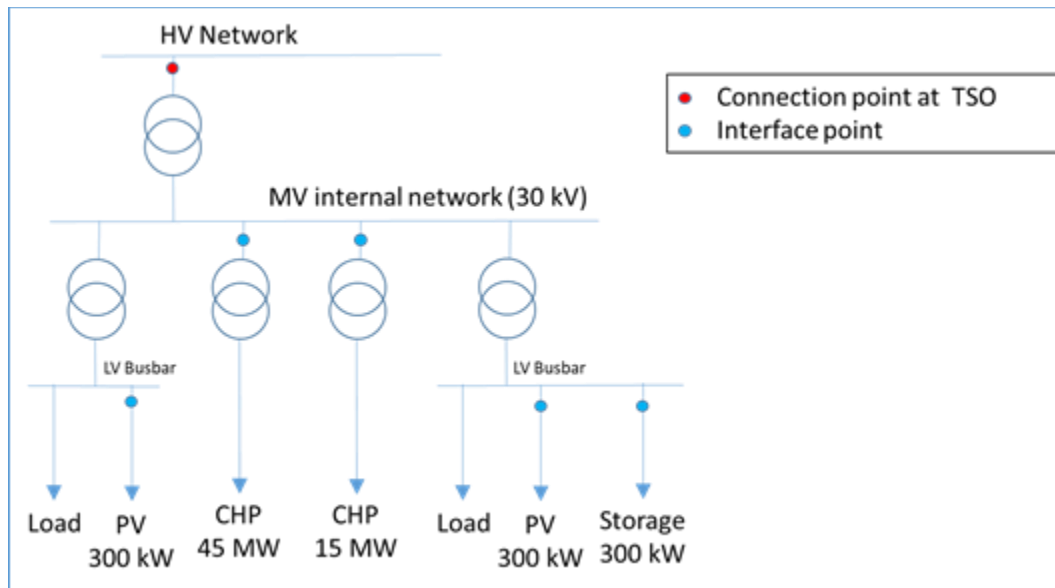 HV Network
Connection point at TSO
Interface point
MV internal network (30 kV)
LV Busbar
LV Busbar
Load
PV
300 kW
CHP
45 MW
CHP
15 MW
Load
PV
300 kW
Storage
300 kW